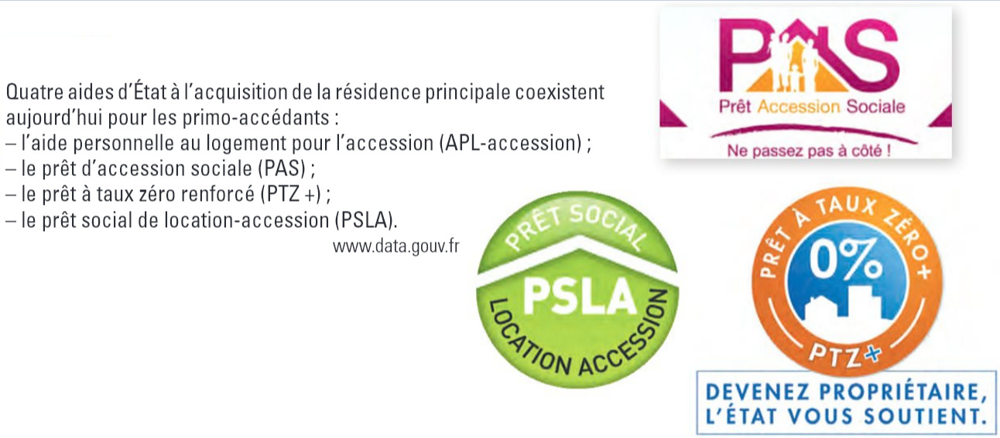 Quatre aides d'État à l'acquisition de la résidence principale coexistent
aujourd'hui pour les primo-accédants :
– l'aide personnelle au logement pour l'accession (APL-accession) ;
– le prêt d'accession sociale (PAS) ;
– le prêt à taux zéro renforcé (PTZ +) ;
– le prêt social de location-accession (PSLA).
www.data.gouv.fr
PAS
Prêt Accession Sociale
Ne passez pas à côté !
PRÊT SOCIAL
PSLA
LOCATION ACCESSION
PRÊT À TAUX ZÉRO+
0%
PTZ+
DEVENEZ PROPRIÉTAIRE,
L'ÉTAT VOUS SOUTIENT.